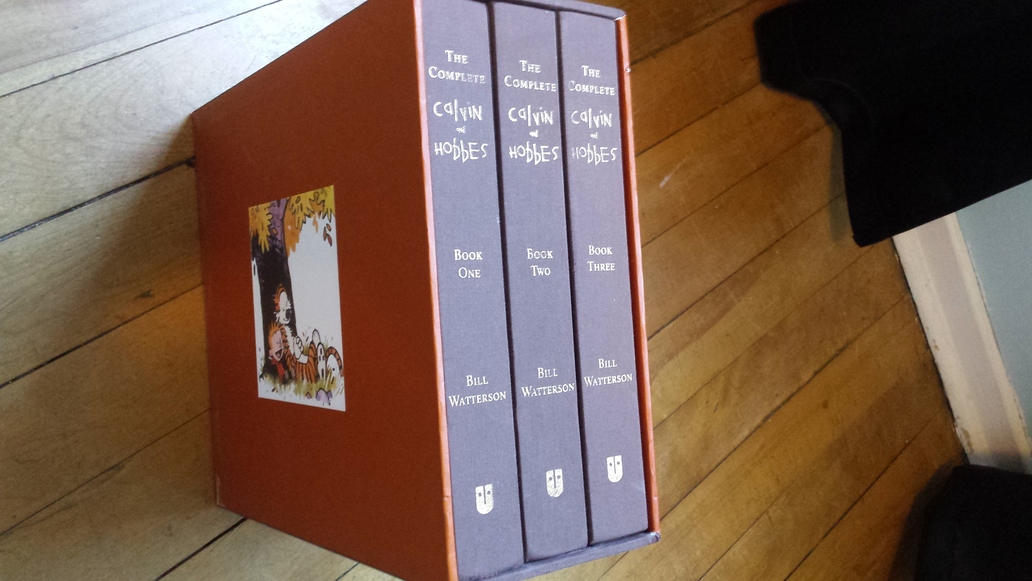 THE
COMPLETE
CALVIN
and
HOBBES
BOOK
THREE
BILL
WATTERSON
THE
COMPLETE
CALVIN
and
HOBBES
BOOK
TWO
BILL
WATTERSON
THE
COMPLETE
CALVIN
and
HOBBES
BOOK
ONE
BILL
WATTERSON